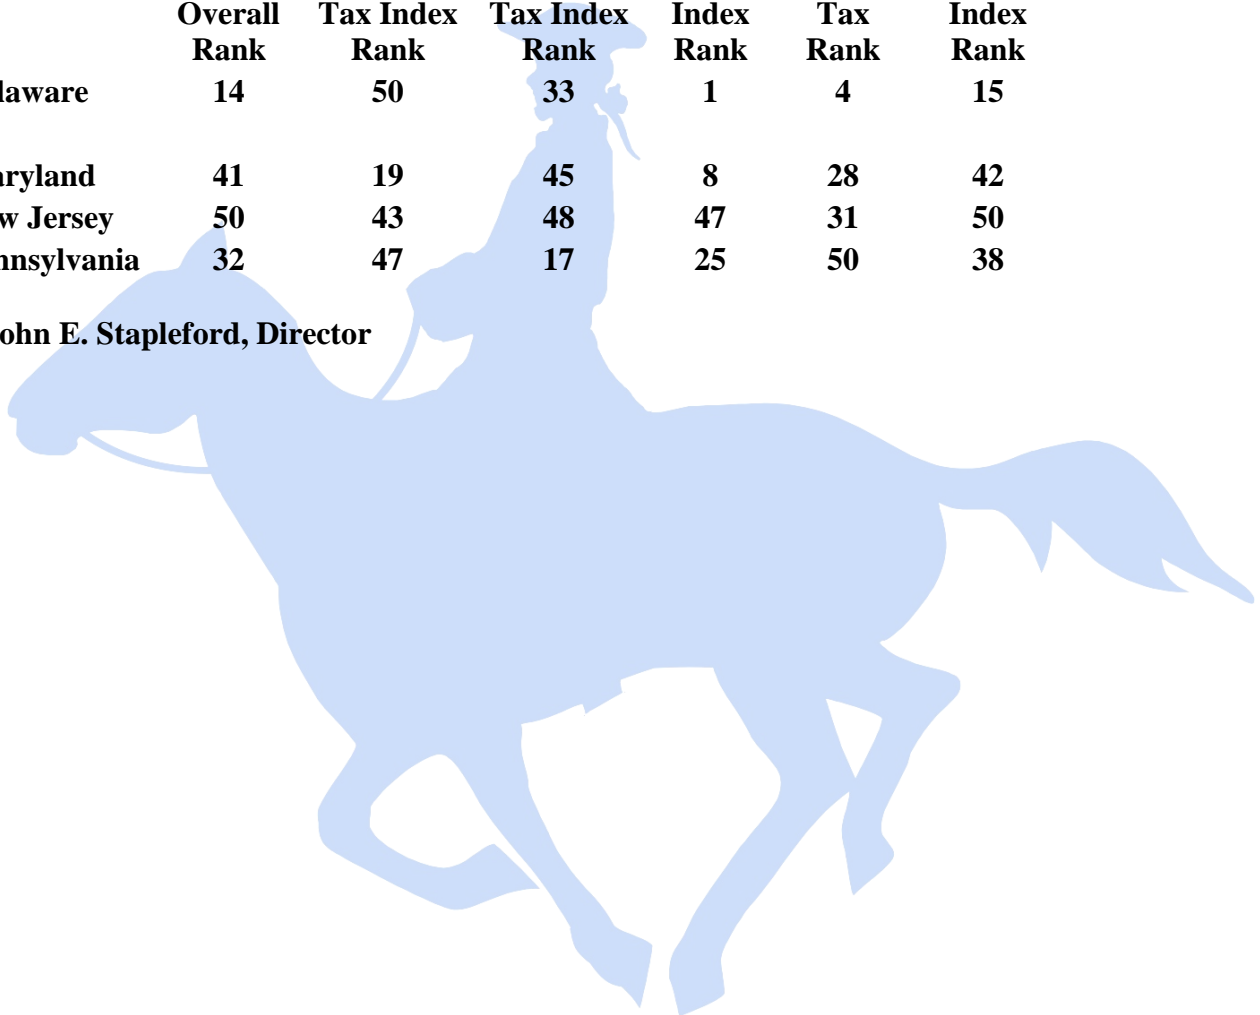 Overall Tax Index Tax Index Index Tax Index
Rank Rank Rank Rank Rank Rank
laware 14 50 33 1 4 15
aryland 41 19 45 8 28 42
w Jersey 50 43 48 47 31 50
nnsylvania 32 47 17 25 50 38
ohn E. Stapleford, Director